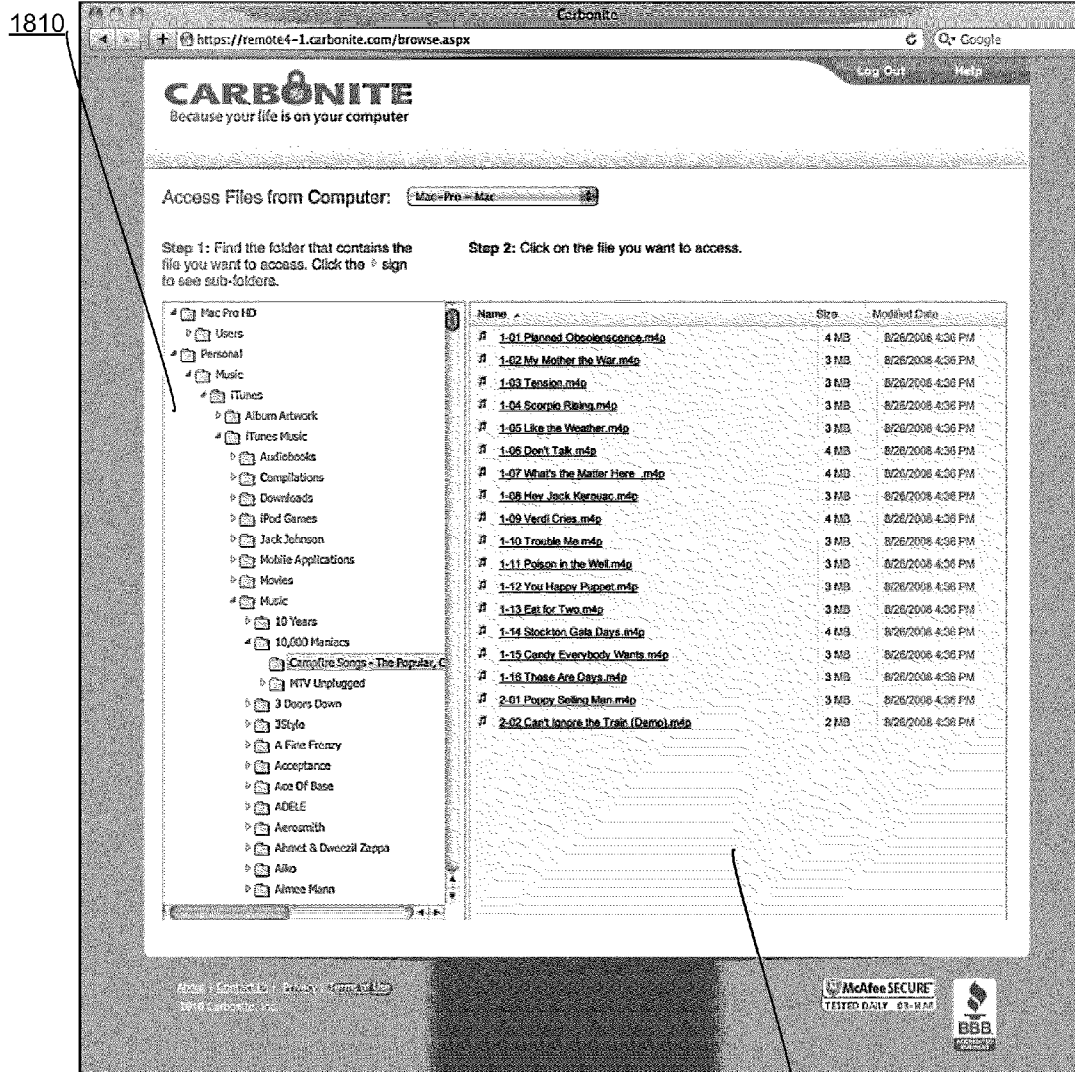 1810
Carbonite
https://remote4-1.carbonite.com/browse.aspx
Google
Log Out Help
CARBONITE
Because your life is on your computer
Access Files from Computer: Mac-Pro - Mac
Step 1: Find the folder that contains the
file you want to access. Click the ▷ sign
to see sub-folders.
Step 2: Click on the file you want to access.
Mac Pro HD
Users
Personal
Music
iTunes
Album Artwork
iTunes Music
Audiobooks
Compilations
Downloads
iPod Games
Jack Johnson
Mobile Applications
Movies
Music
10 Years
10,000 Maniacs
Campfire Songs - The Popular, C
MTV Unplugged
3 Doors Down
3Style
A Fine Frenzy
Acceptance
Ace Of Base
ADELE
Aerosmith
Ahmet & Dweezil Zappa
Aiko
Aimee Mann
Name Size Modified Date
1-01 Planned Obsolenscence.m4p 4 MB 8/26/2008 4:36 PM
1-02 My Mother the War.m4p 3 MB 8/26/2008 4:36 PM
1-03 Tension.m4p 3 MB 8/26/2008 4:36 PM
1-04 Scorpio Rising.m4p 3 MB 8/26/2008 4:36 PM
1-05 Like the Weather.m4p 3 MB 8/26/2008 4:36 PM
1-06 Don't Talk.m4p 4 MB 8/26/2008 4:36 PM
1-07 What's the Matter Here_.m4p 4 MB 8/26/2008 4:36 PM
1-08 Hey Jack Kerouac.m4p 3 MB 8/26/2008 4:36 PM
1-09 Verdi Cries.m4p 4 MB 8/26/2008 4:36 PM
1-10 Trouble Me.m4p 3 MB 8/26/2008 4:36 PM
1-11 Poison in the Well.m4p 3 MB 8/26/2008 4:36 PM
1-12 You Happy Puppet.m4p 3 MB 8/26/2008 4:36 PM
1-13 Eat for Two.m4p 3 MB 8/26/2008 4:36 PM
1-14 Stockton Gala Days.m4p 4 MB 8/26/2008 4:36 PM
1-15 Candy Everybody Wants.m4p 3 MB 8/26/2008 4:36 PM
1-16 These Are Days.m4p 3 MB 8/26/2008 4:36 PM
2-01 Poppy Selling Man.m4p 3 MB 8/26/2008 4:36 PM
2-02 Can't Ignore the Train (Demo).m4p 2 MB 8/26/2008 4:36 PM
About | Contact Us | Privacy | Terms of Use
2010 Carbonite, Inc.
McAfee SECURE
TESTED DAILY 03-MAR
BBB
ACCREDITED
BUSINESS